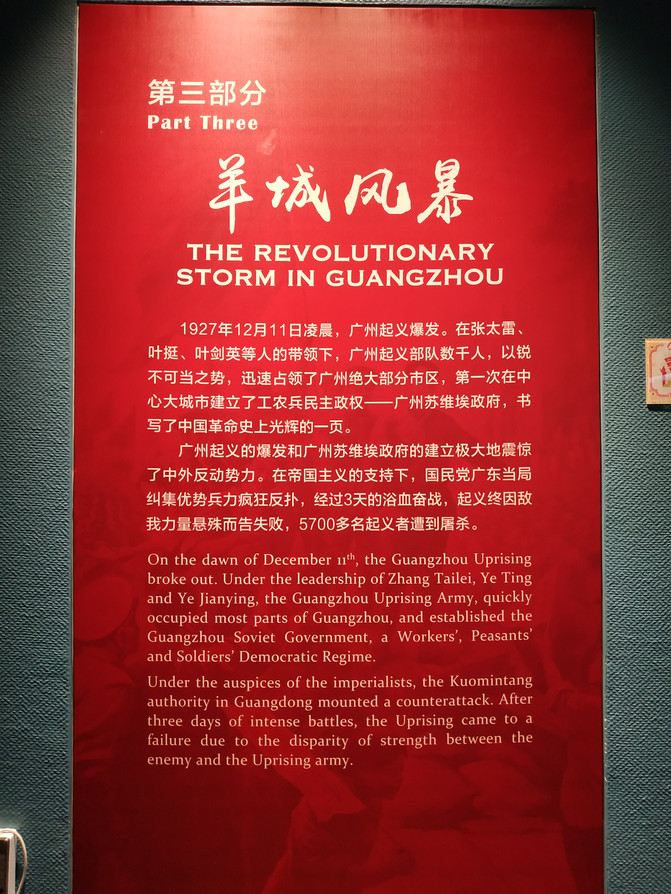 第三部分
Part Three
羊城风暴
THE REVOLUTIONARY
STORM IN GUANGZHOU
1927年12月11日凌晨，广州起义爆发。在张太雷、
叶挺、叶剑英等人的带领下，广州起义部队数千人，以锐
不可当之势，迅速占领了广州绝大部分市区，第一次在中
心大城市建立了工农兵民主政权——广州苏维埃政府，书
写了中国革命史上光辉的一页。
广州起义的爆发和广州苏维埃政府的建立极大地震惊
了中外反动势力。在帝国主义的支持下，国民党广东当局
纠集优势兵力疯狂反扑，经过3天的浴血奋战，起义终因敌
我力量悬殊而告失败，5700多名起义者遭到屠杀。
On the dawn of December 11th, the Guangzhou Uprising
broke out. Under the leadership of Zhang Tailei, Ye Ting
and Ye Jianying, the Guangzhou Uprising Army, quickly
occupied most parts of Guangzhou, and established the
Guangzhou Soviet Government, a Workers', Peasants'
and Soldiers' Democratic Regime.
Under the auspices of the imperialists, the Kuomintang
authority in Guangdong mounted a counterattack. After
three days of intense battles, the Uprising came to a
failure due to the disparity of strength between the
enemy and the Uprising army.